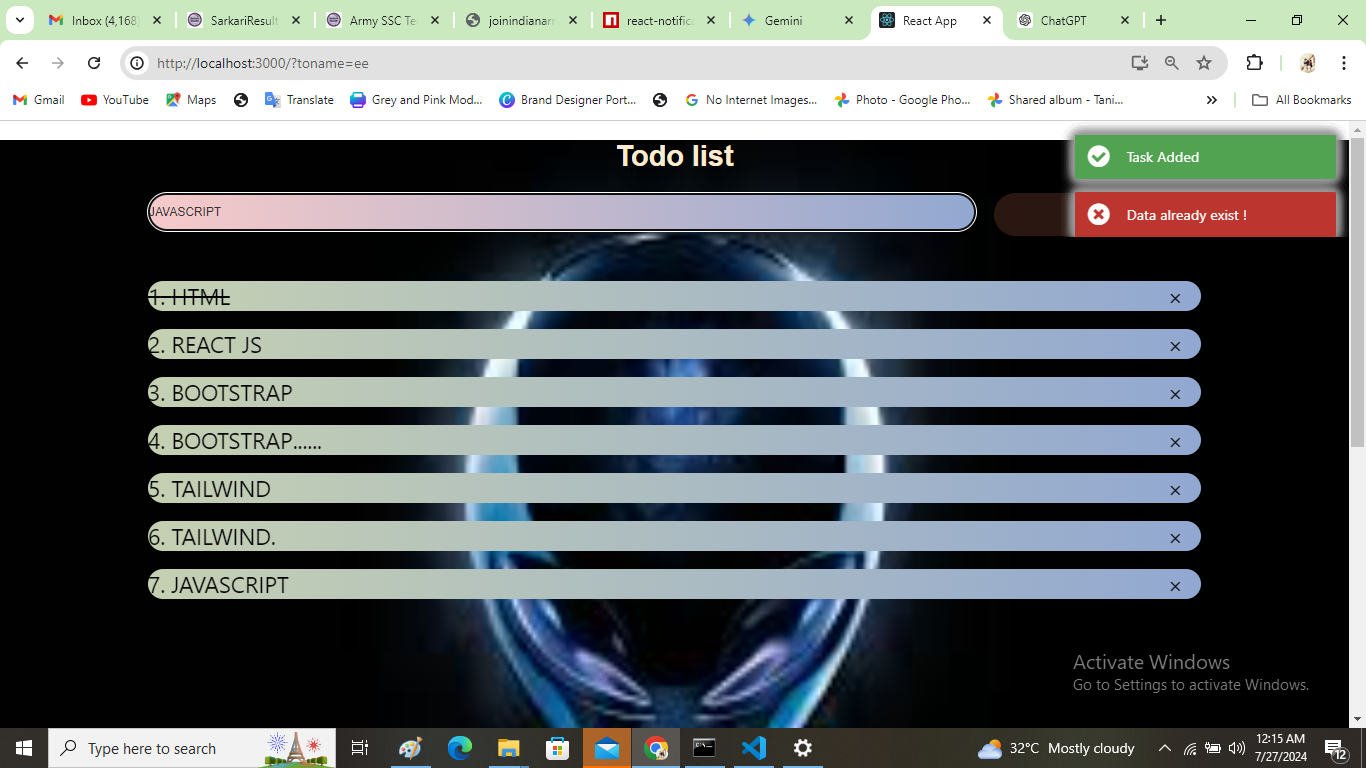 Inbox (4,168)
SarkariResult
Army SSC Te
joinindianarm
react-notifica
Gemini
React App
ChatGPT
http://localhost:3000/?toname=ee
Gmail
YouTube
Maps
Translate
Grey and Pink Mod...
Brand Designer Port...
No Internet Images...
Photo - Google Pho...
Shared album - Tani...
All Bookmarks
Todo list
Task Added
Data already exist !
JAVASCRIPT
1. HTML
2. REACT JS
3. BOOTSTRAP
4. BOOTSTRAP......
5. TAILWIND
6. TAILWIND.
7. JAVASCRIPT
Activate Windows
Go to Settings to activate Windows.
Type here to search
32°C Mostly cloudy
12:15 AM
7/27/2024
12